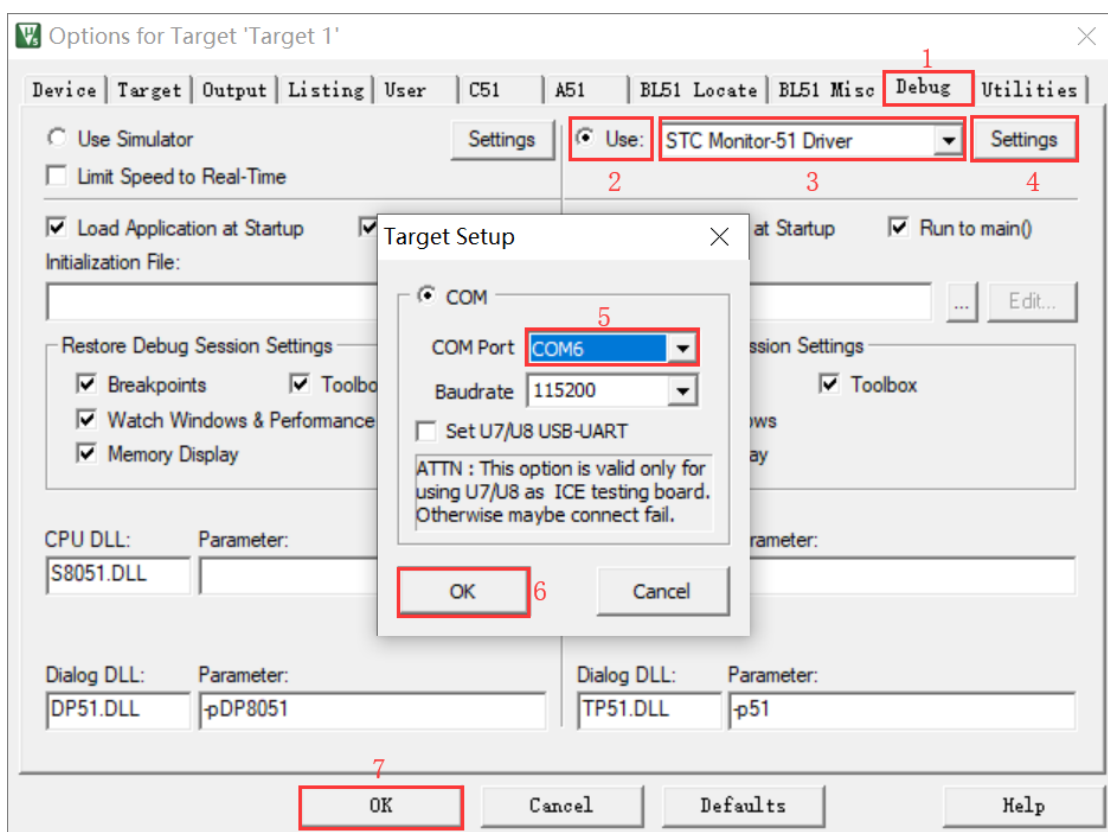 Options for Target 'Target 1'
1
Device Target Output Listing User C51 A51 BL51 Locate BL51 Misc Debug Utilities
Use Simulator Settings Use: STC Monitor-51 Driver Settings
Limit Speed to Real-Time 2 3 4
Load Application at Startup at Startup Run to main()
Initialization File:
... Edit...
Target Setup
COM
5
COM Port COM6
Baudrate 115200
Set U7/U8 USB-UART
ATTN : This option is valid only for
using U7/U8 as ICE testing board.
Otherwise maybe connect fail.
OK 6 Cancel
Restore Debug Session Settings ssion Settings
Breakpoints Toolbo Toolbox
Watch Windows & Performance ows
Memory Display ay
CPU DLL: Parameter: rameter:
S8051.DLL
Dialog DLL: Parameter: Dialog DLL: Parameter:
DP51.DLL -pDP8051 TP51.DLL -p51
7
OK Cancel Defaults Help